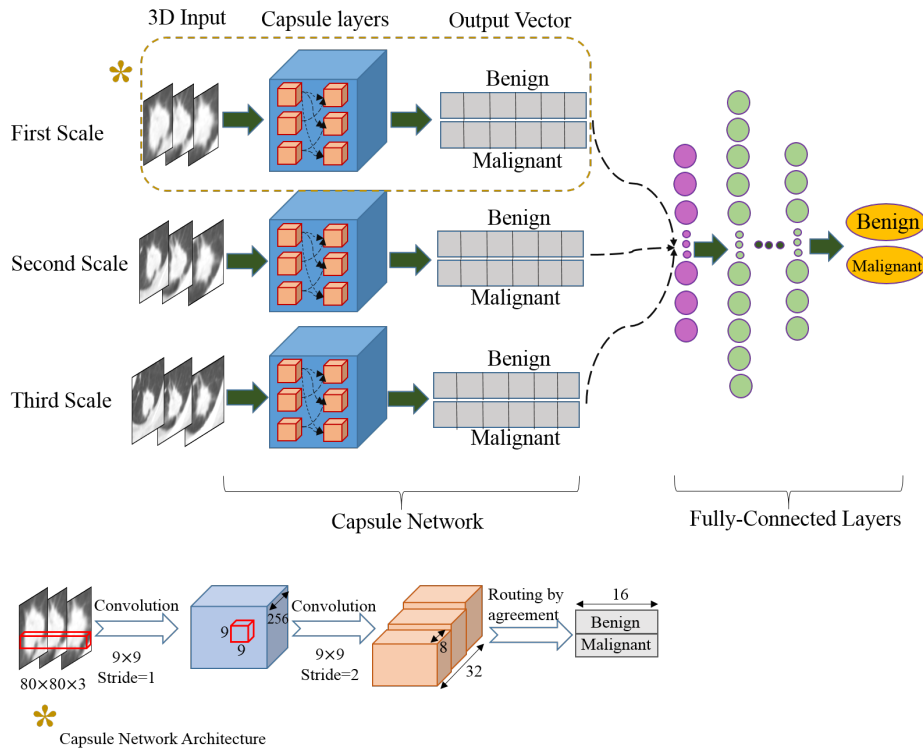 3D Input
Capsule layers
Output Vector
*
First Scale
Benign
Malignant
Second Scale
Benign
Malignant
Third Scale
Benign
Malignant
Benign
Malignant
Capsule Network
Fully-Connected Layers
80×80×3
Convolution
9×9
Stride=1
9
9
256
Convolution
9×9
Stride=2
8
32
Routing by
agreement
16
Benign
Malignant
*
Capsule Network Architecture